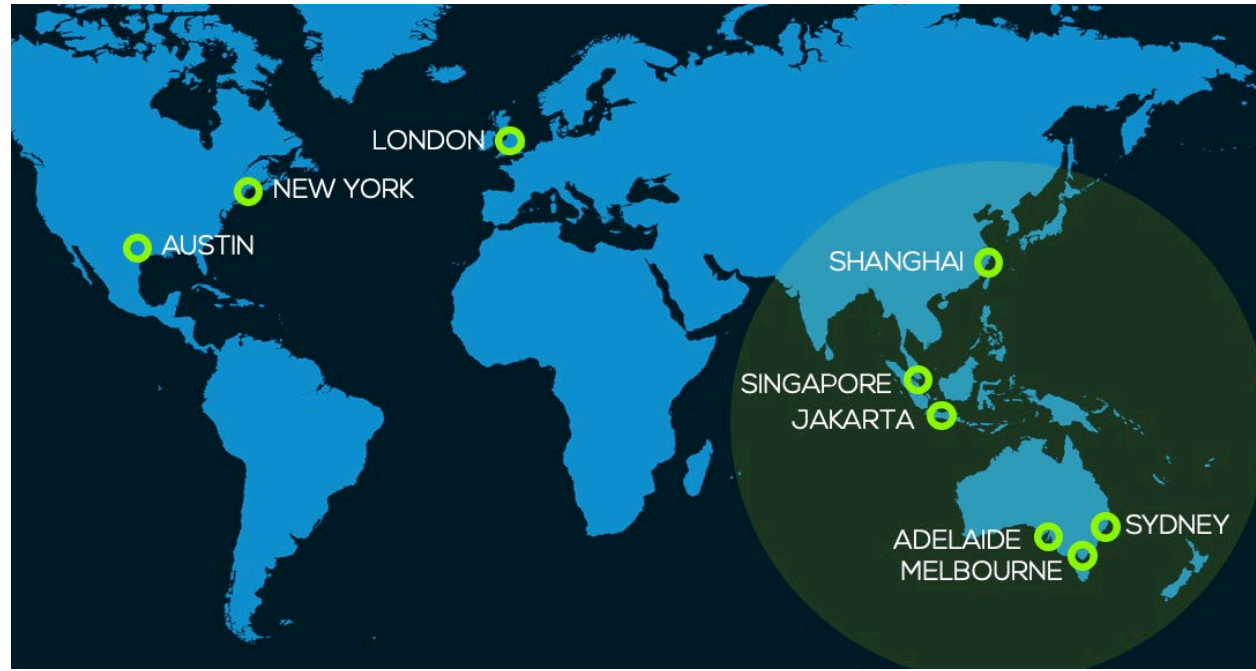 LONDON
NEW YORK
AUSTIN
SHANGHAI
SINGAPORE
JAKARTA
SYDNEY
ADELAIDE
MELBOURNE